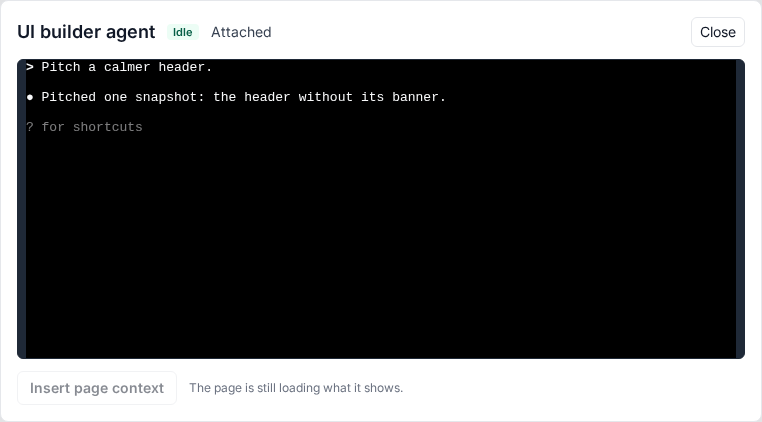 UI builder agent Idle Attached Close
> Pitch a calmer header.
● Pitched one snapshot: the header without its banner.
? for shortcuts
Insert page context The page is still loading what it shows.